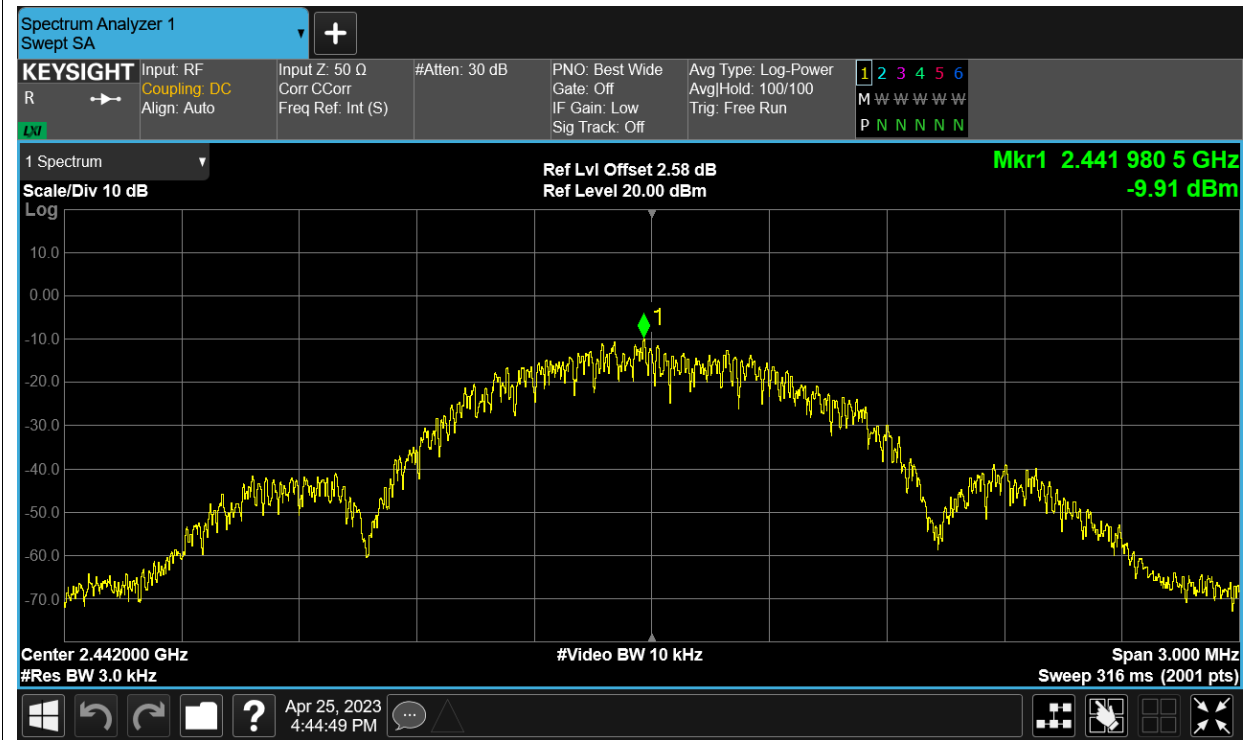 Spectrum Analyzer 1
Swept SA
▼
+
KEYSIGHT
R
LXI
Input: RF
Coupling: DC
Align: Auto
Input Z: 50 Ω
Corr CCorr
Freq Ref: Int (S)
#Atten: 30 dB
PNO: Best Wide
Gate: Off
IF Gain: Low
Sig Track: Off
Avg Type: Log-Power
Avg|Hold: 100/100
Trig: Free Run
1 2 3 4 5 6
M W W W W W
P N N N N N
1 Spectrum ▼
Scale/Div 10 dB
Log
Ref Lvl Offset 2.58 dB
Ref Level 20.00 dBm
Mkr1 2.441 980 5 GHz
-9.91 dBm
10.0
0.00
-10.0
-20.0
-30.0
-40.0
-50.0
-60.0
-70.0
1
Center 2.442000 GHz
#Res BW 3.0 kHz
#Video BW 10 kHz
Span 3.000 MHz
Sweep 316 ms (2001 pts)
?
Apr 25, 2023
4:44:49 PM